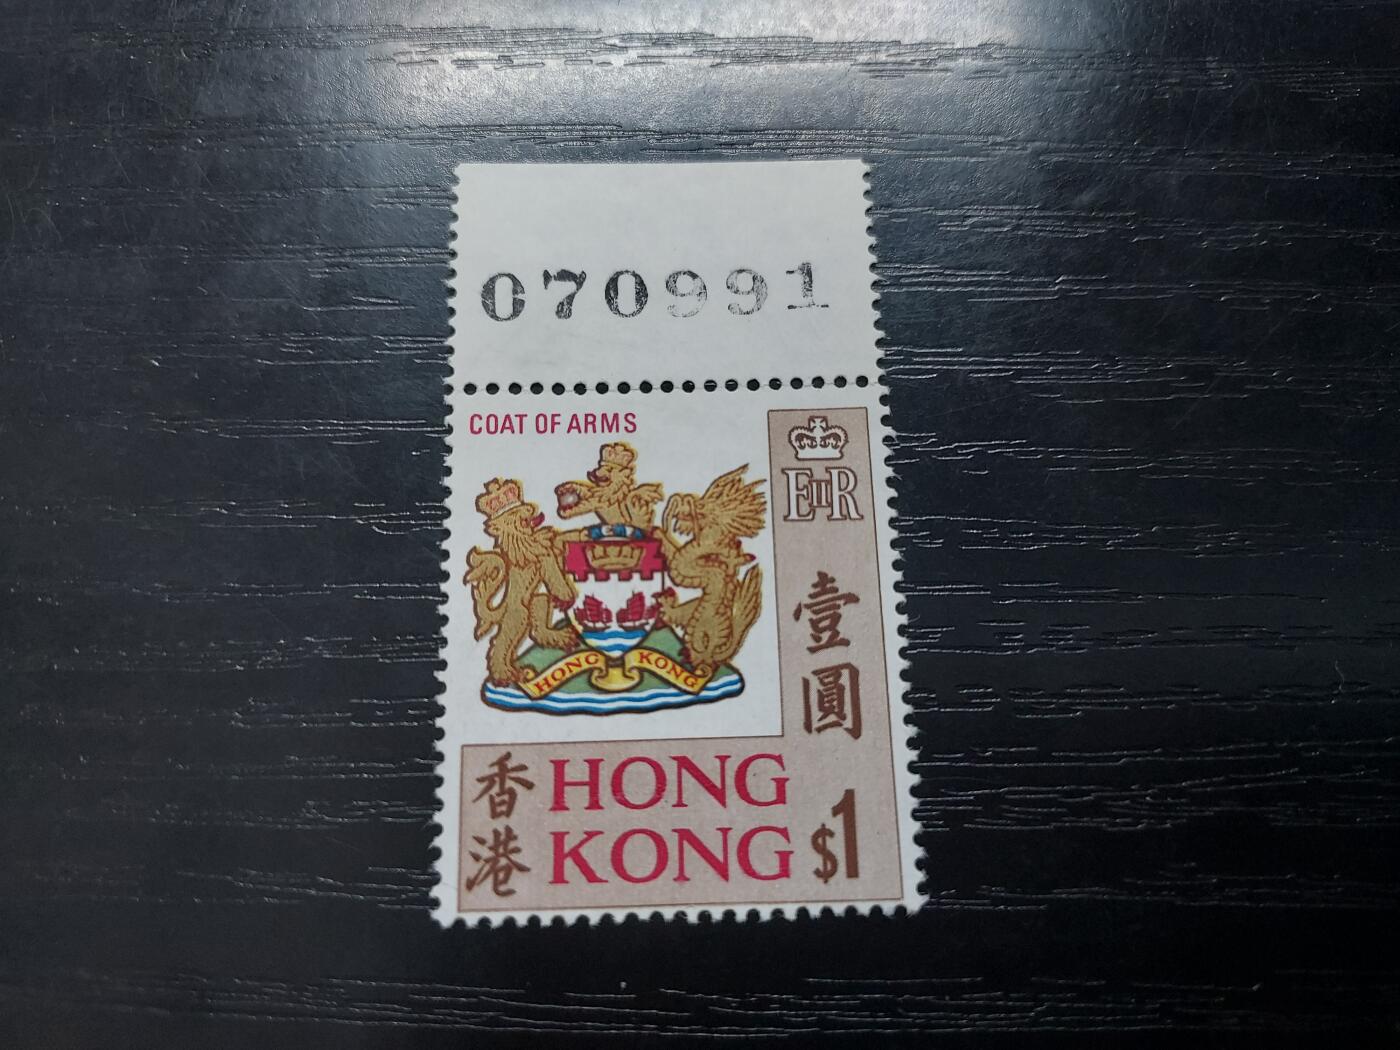 070991
COAT OF ARMS
EIIR
壹圓
HONG KONG
香港
HONG
KONG
$1